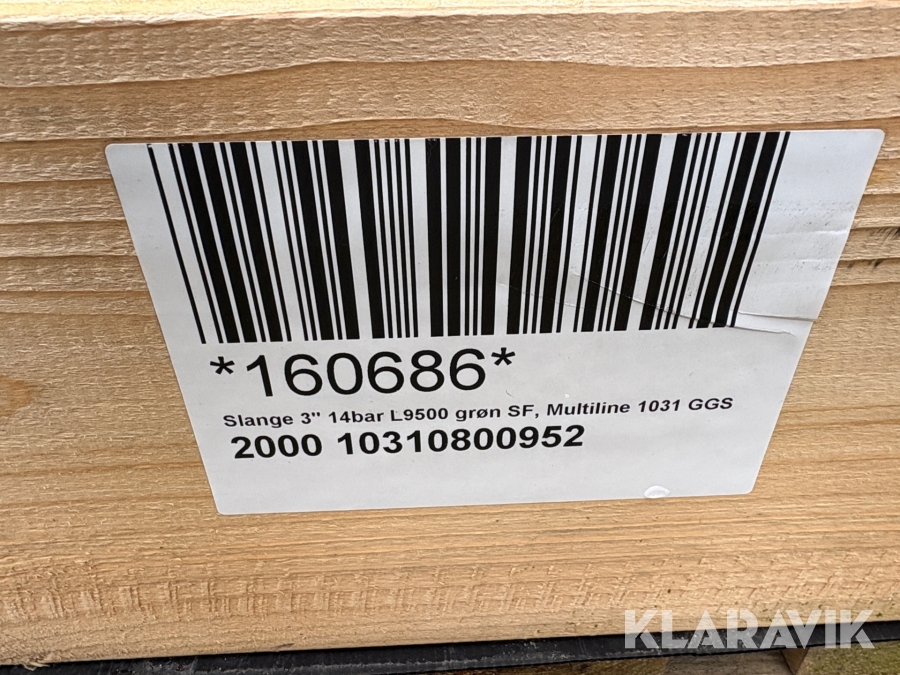 *160686*
Slange 3" 14bar L9500 grøn SF, Multiline 1031 GGS
2000 10310800952
KLARAVIK